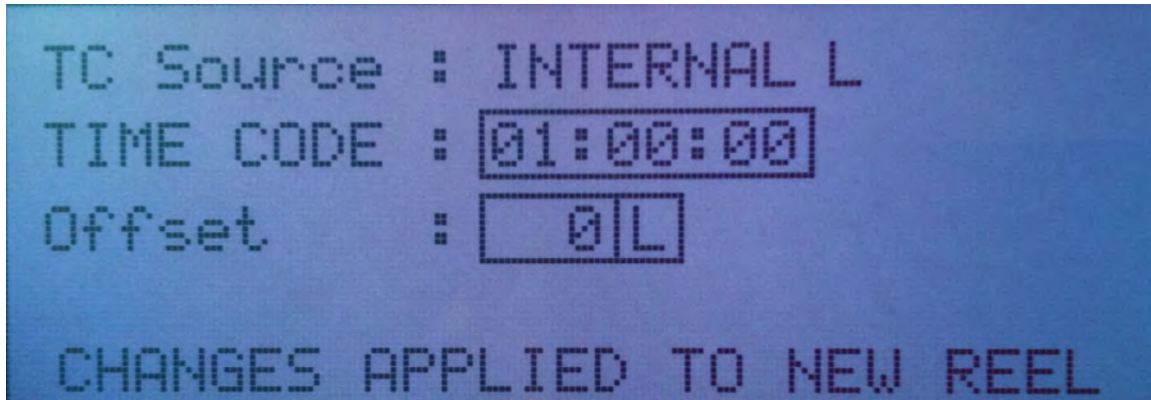 TC Source : INTERNAL L
TIME CODE : 01:00:00
Offset : 0 L
CHANGES APPLIED TO NEW REEL